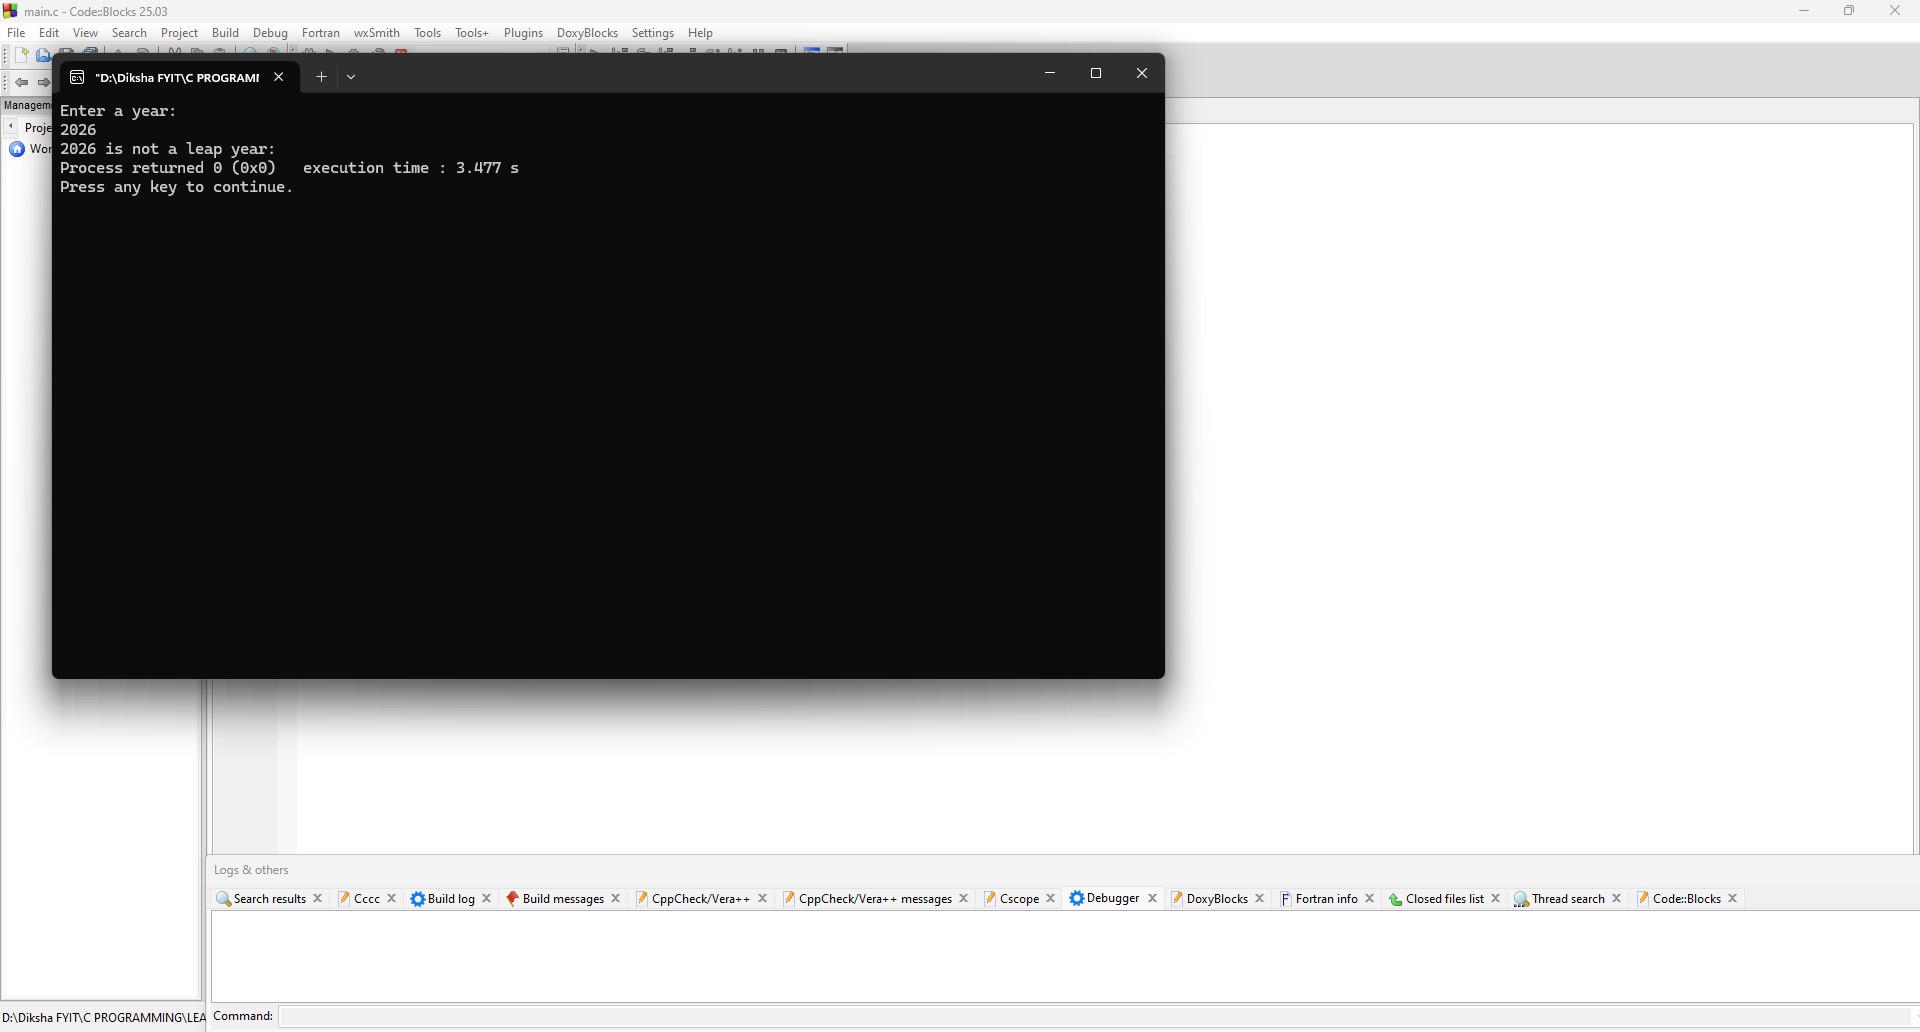 main.c - Code::Blocks 25.03
File Edit View Search Project Build Debug Fortran wxSmith Tools Tools+ Plugins DoxyBlocks Settings Help
"D:\Diksha FYIT\C PROGRAMI
Enter a year:
2026
2026 is not a leap year:
Process returned 0 (0x0)   execution time : 3.477 s
Press any key to continue.
Managem
Proje
Wor
Logs & others
Search results Cccc Build log Build messages CppCheck/Vera++ CppCheck/Vera++ messages Cscope Debugger DoxyBlocks Fortran info Closed files list Thread search Code::Blocks
Command:
D:\Diksha FYIT\C PROGRAMMING\LEA